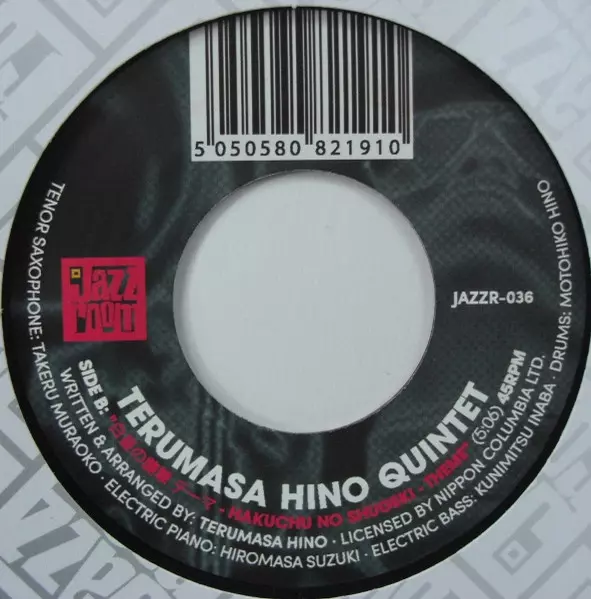 5 050580 821910
Jazz room
JAZZR-036
TERUMASA HINO QUINTET
SIDE B: "白昼の襲撃 テーマ - HAKUCHU NO SHUGEKI - THEME" (5:06) 45RPM
WRITTEN & ARRANGED BY: TERUMASA HINO · LICENSED BY NIPPON COLUMBIA LTD.
TENOR SAXOPHONE: TAKERU MURAOKO · ELECTRIC PIANO: HIROMASA SUZUKI · ELECTRIC BASS: KUNIMITSU INABA · DRUMS: MOTOHIKO HINO